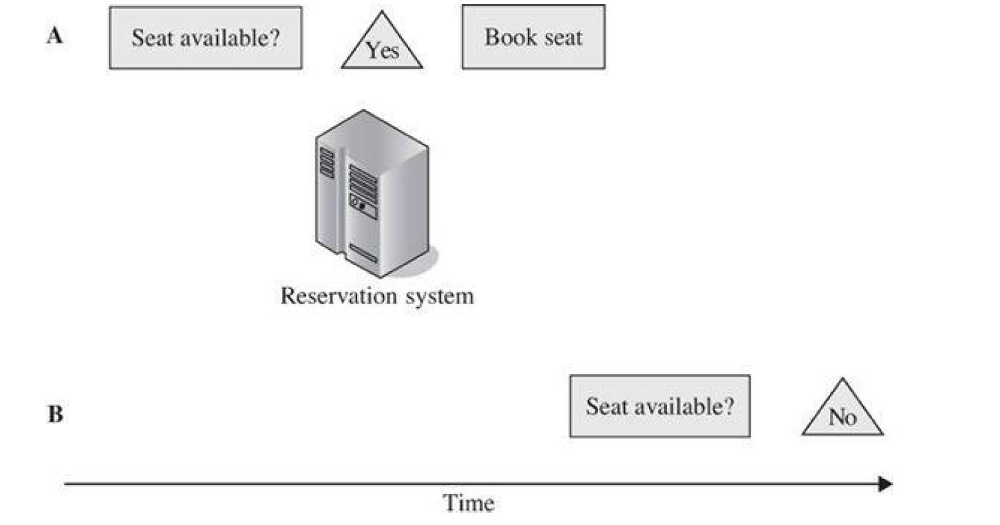 A
Seat available?
Yes
Book seat
Reservation system
B
Seat available?
No
Time